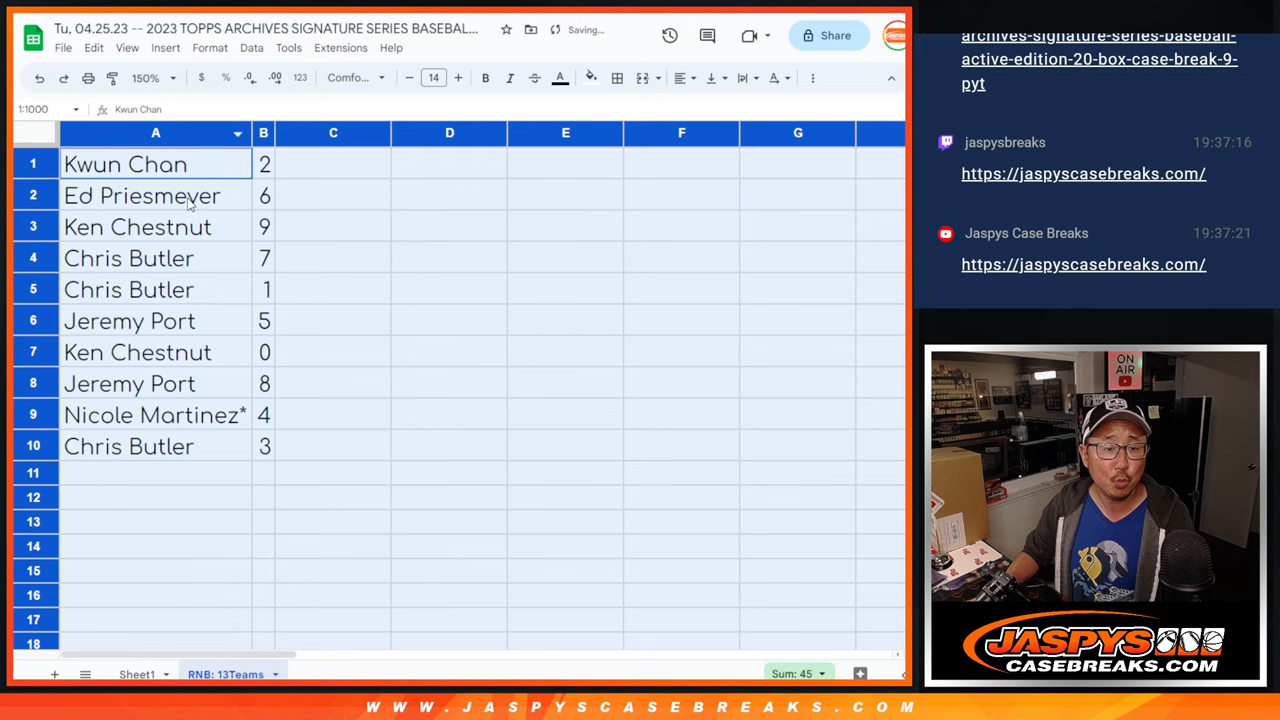 Tu, 04.25.23 -- 2023 TOPPS ARCHIVES SIGNATURE SERIES BASEBAL... Saving...
File Edit View Insert Format Data Tools Extensions Help
Share
150% $ % .0 .00 123 Comfo... 14 B I A
1:1000 fx Kwun Chan
A B C D E F G
1 Kwun Chan 2
2 Ed Priesmeyer 6
3 Ken Chestnut 9
4 Chris Butler 7
5 Chris Butler 1
6 Jeremy Port 5
7 Ken Chestnut 0
8 Jeremy Port 8
9 Nicole Martinez* 4
10 Chris Butler 3
11
12
13
14
15
16
17
18
Sheet1 RNB: 13Teams Sum: 45
archives-signature-series-baseball-
active-edition-20-box-case-break-9-
pyt
jaspysbreaks 19:37:16
https://jaspyscasebreaks.com/
Jaspys Case Breaks 19:37:21
https://jaspyscasebreaks.com/
ON
AIR
JASPYS
CASEBREAKS.COM
WWW.JASPYSCASEBREAKS.COM